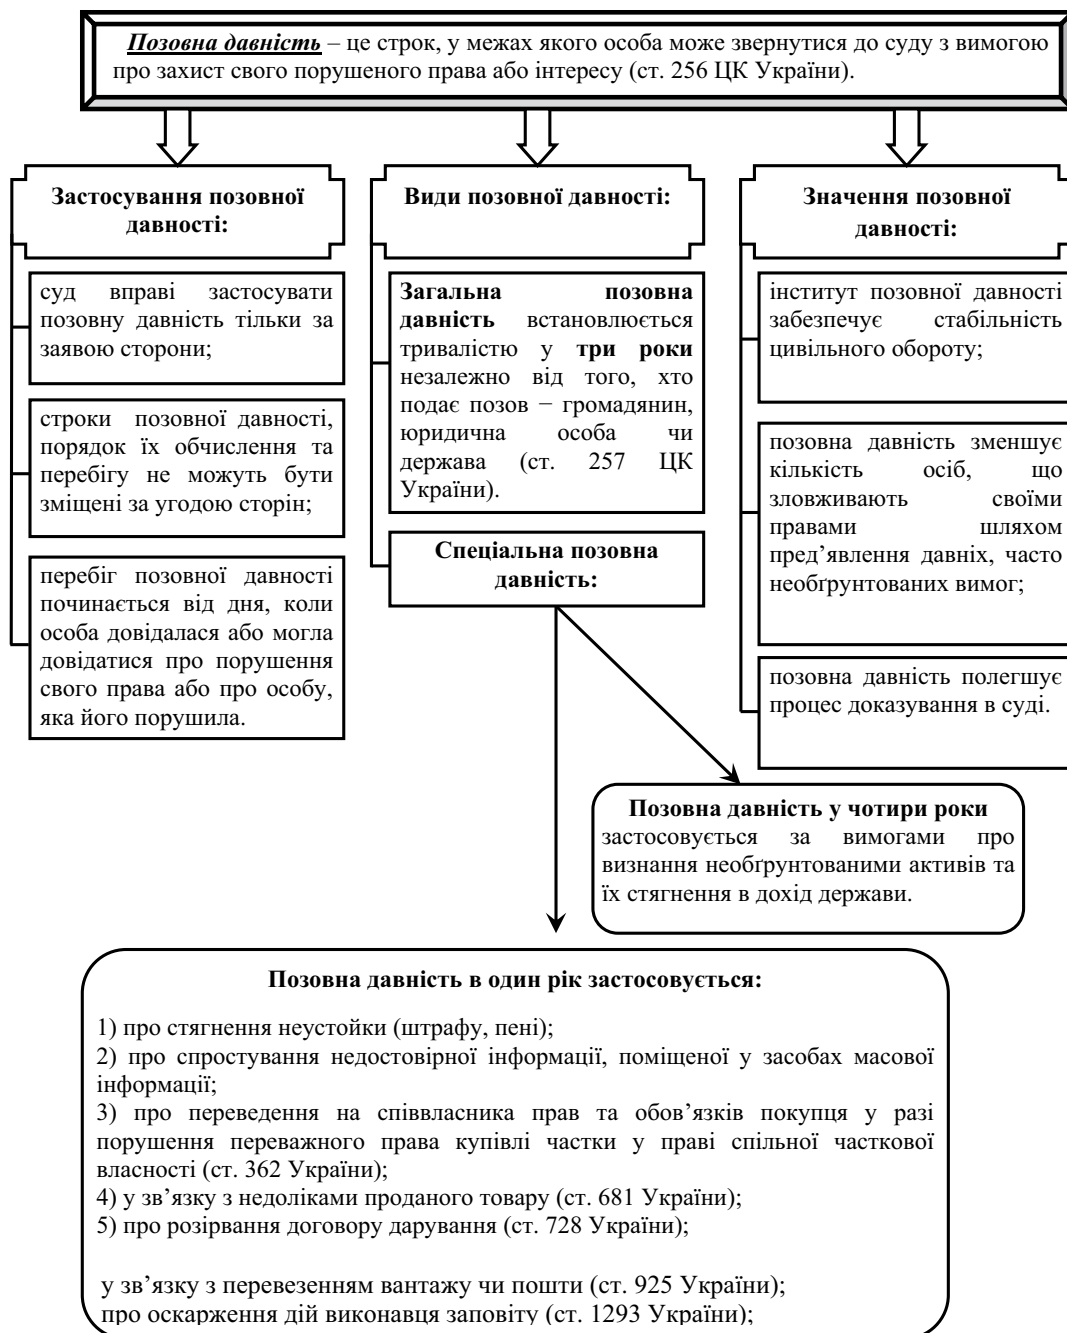 Позовна давність – це строк, у межах якого особа може звернутися до суду з вимогою
про захист свого порушеного права або інтересу (ст. 256 ЦК України).
Застосування позовної
давності:
суд вправі застосувати
позовну давність тільки за
заявою сторони;
строки позовної давності,
порядок їх обчислення та
перебігу не можуть бути
зміщені за угодою сторін;
перебіг позовної давності
починається від дня, коли
особа довідалася або могла
довідатися про порушення
свого права або про особу,
яка його порушила.
Види позовної давності:
Загальна позовна
давність встановлюється
тривалістю у три роки
незалежно від того, хто
подає позов − громадянин,
юридична особа чи
держава (ст. 257 ЦК
України).
Спеціальна позовна
давність:
Значення позовної
давності:
інститут позовної давності
забезпечує стабільність
цивільного обороту;
позовна давність зменшує
кількість осіб, що
зловживають своїми
правами шляхом
пред’явлення давніх, часто
необґрунтованих вимог;
позовна давність полегшує
процес доказування в суді.
Позовна давність у чотири роки
застосовується за вимогами про
визнання необґрунтованими активів та
їх стягнення в дохід держави.
Позовна давність в один рік застосовується:
1) про стягнення неустойки (штрафу, пені);
2) про спростування недостовірної інформації, поміщеної у засобах масової
інформації;
3) про переведення на співвласника прав та обов’язків покупця у разі
порушення переважного права купівлі частки у праві спільної часткової
власності (ст. 362 України);
4) у зв’язку з недоліками проданого товару (ст. 681 України);
5) про розірвання договору дарування (ст. 728 України);
у зв’язку з перевезенням вантажу чи пошти (ст. 925 України);
про оскарження дій виконавця заповіту (ст. 1293 України);